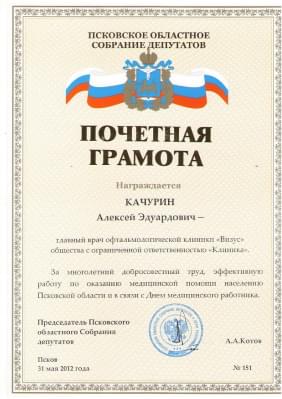 ПСКОВСКОЕ ОБЛАСТНОЕ
СОБРАНИЕ ДЕПУТАТОВ
ПОЧЕТНАЯ
ГРАМОТА
Награждается
КАЧУРИН
Алексей Эдуардович –
главный врач офтальмологической клиники «Визус»
общества с ограниченной ответственностью «Клиника».
За многолетний добросовестный труд, эффективную
работу по оказанию медицинской помощи населению
Псковской области и в связи с Днем медицинского работника.
Председатель Псковского
областного Собрания
депутатов
А.А.Котов
Псков
31 мая 2012 года
№ 151